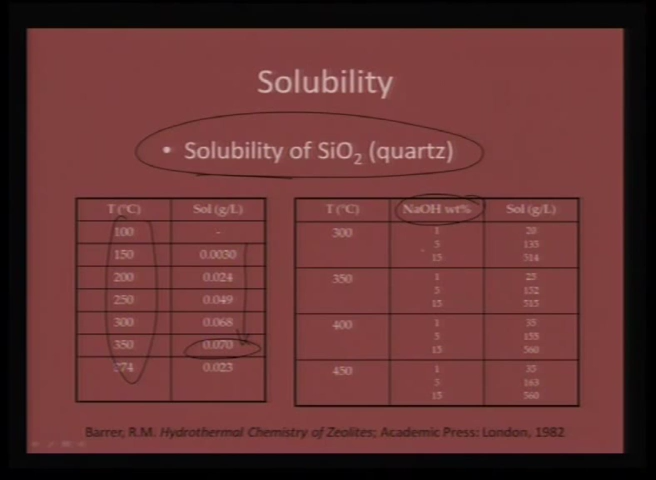 Solubility
• Solubility of SiO₂ (quartz)
T (°C) Sol (g/L)
100 -
150 0.0030
200 0.024
250 0.049
300 0.068
350 0.070
374 0.023
T (°C) NaOH wt% Sol (g/L)
300 1 20
5 135
15 514
350 1 25
5 152
15 515
400 1 35
5 155
15 560
450 1 35
5 163
15 560
Barrer, R.M. Hydrothermal Chemistry of Zeolites; Academic Press: London, 1982